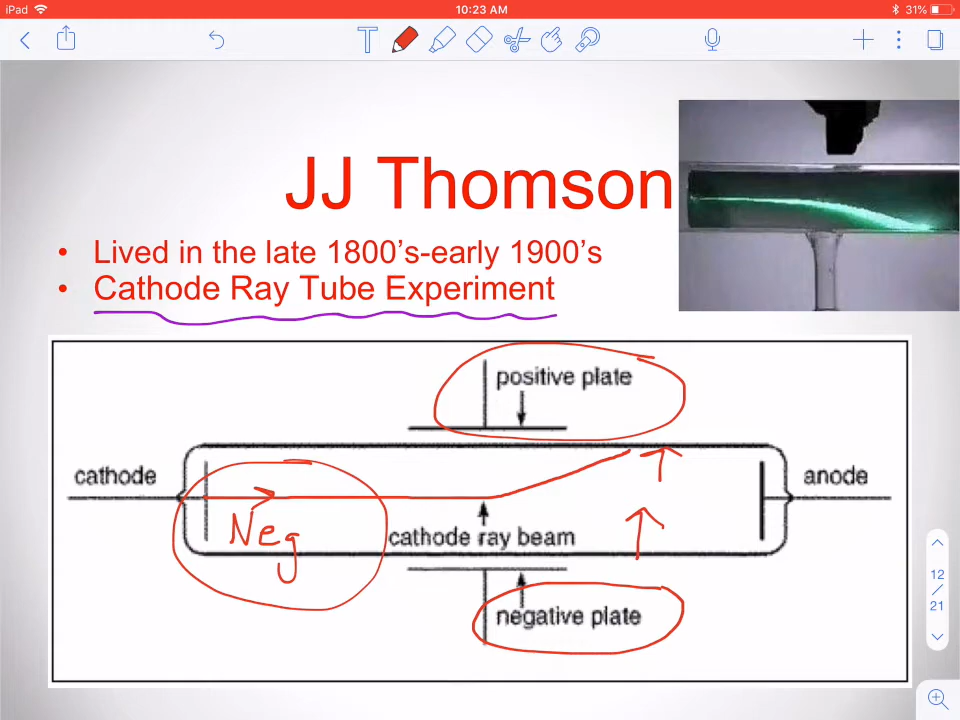 iPad 10:23 AM 31%
JJ Thomson
• Lived in the late 1800's-early 1900's
• Cathode Ray Tube Experiment
positive plate
cathode
anode
Neg
cathode ray beam
negative plate
12
/
21